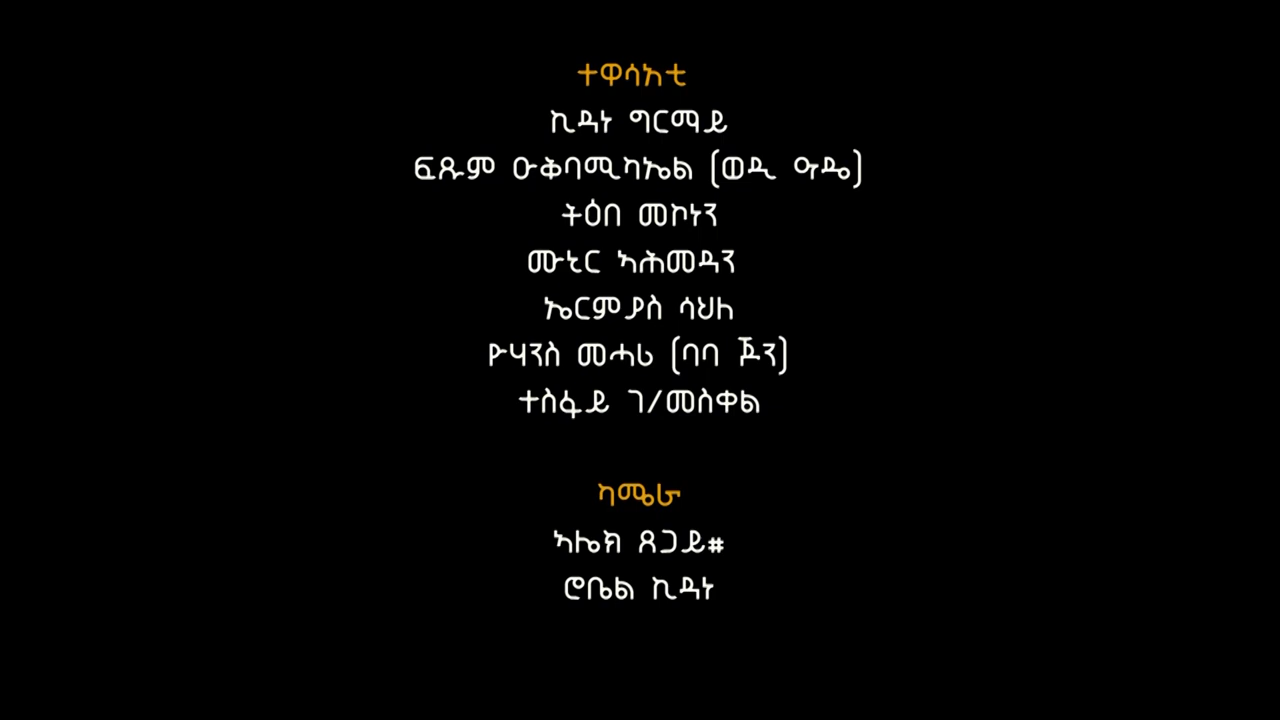 ተዋሳእቲ
ኪዳነ ግርማይ
ፍጹም ዑቅባሚካኤል (ወዲ ዓዴ)
ትዕበ መኮነን
ሙኒር ኣሕመዳን
ኤርምያስ ሳህለ
ዮሃንስ መሓሪ (ባባ ጆን)
ተስፋይ ገ/መስቀል
ካሜራ
ኣሌክ ጸጋይ#
ሮቤል ኪዳነ